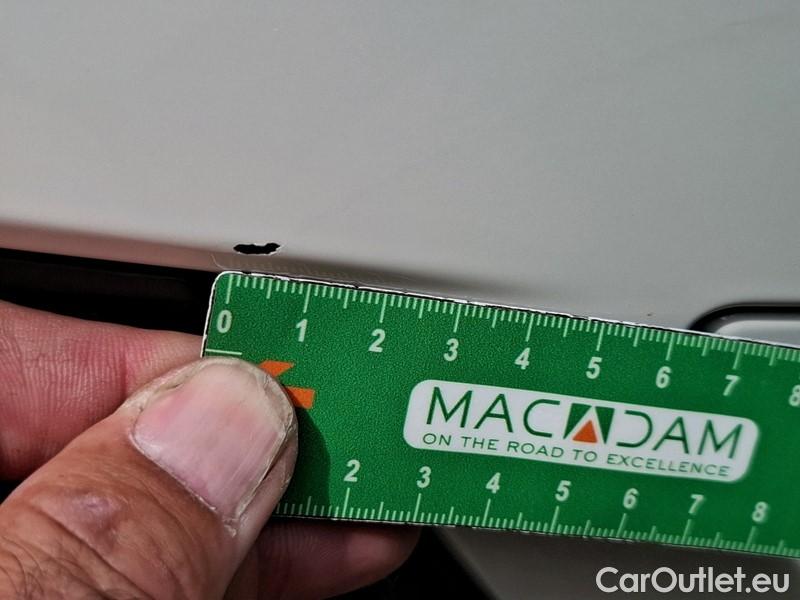 0 1 2 3 4 5 6 7 8
MACADAM
ON THE ROAD TO EXCELLENCE
2 3 4 5 6 7 8
CarOutlet.eu